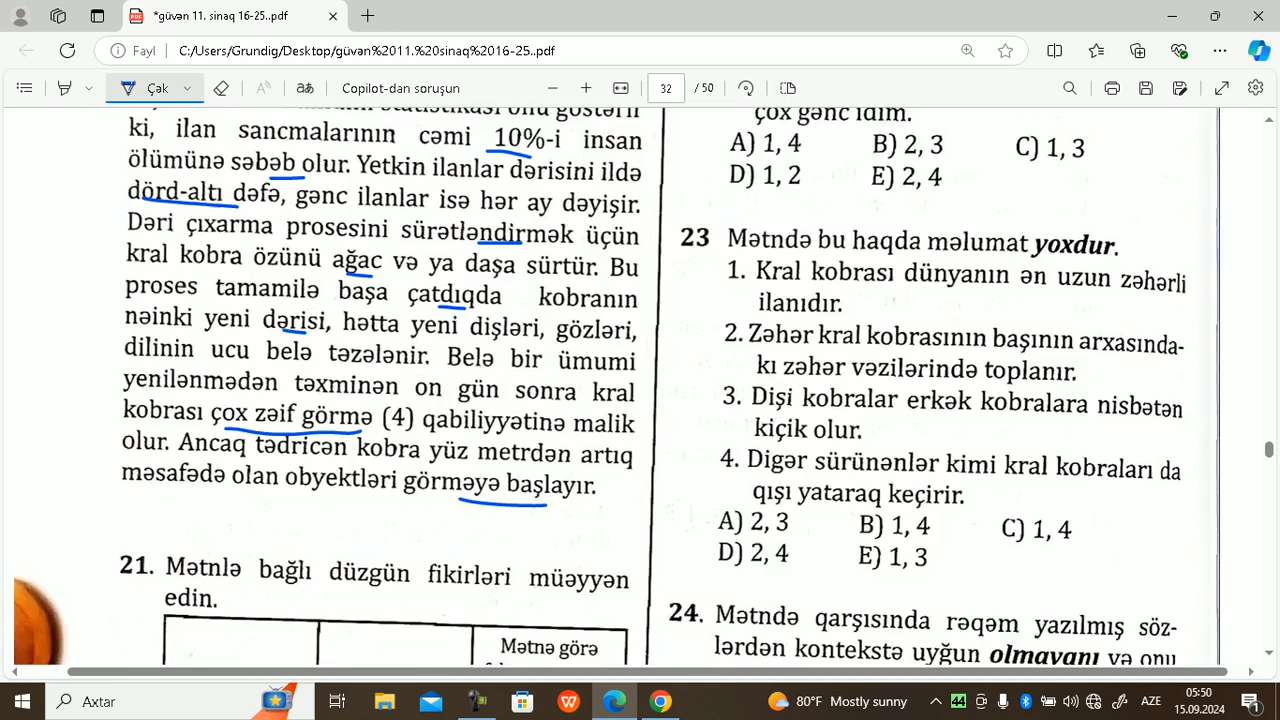 *güvən 11. sinaq 16-25..pdf
Fayl
C:/Users/Grundig/Desktop/güvən%2011.%20sınaq%2016-25..pdf
Çək
Copilot-dan soruşun
32
/ 50
ki, ilan sancmalarının cəmi 10%-i insan
ölümünə səbəb olur. Yetkin ilanlar dərisini ildə
dörd-altı dəfə, gənc ilanlar isə hər ay dəyişir.
Dəri çıxarma prosesini sürətləndirmək üçün
kral kobra özünü ağac və ya daşa sürtür. Bu
proses tamamilə başa çatdıqda kobranın
nəinki yeni dərisi, hətta yeni dişləri, gözləri,
dilinin ucu belə təzələnir. Belə bir ümumi
yenilənmədən təxminən on gün sonra kral
kobrası çox zəif görmə (4) qabiliyyətinə malik
olur. Ancaq tədricən kobra yüz metrdən artıq
məsafədə olan obyektləri görməyə başlayır.
21. Mətnlə bağlı düzgün fikirləri müəyyən
edin.
Mətnə görə
çox gənc idim.
A) 1, 4 B) 2, 3 C) 1, 3
D) 1, 2 E) 2, 4
23 Mətndə bu haqda məlumat yoxdur.
1. Kral kobrası dünyanın ən uzun zəhərli
ilanıdır.
2. Zəhər kral kobrasının başının arxasında-
kı zəhər vəzilərində toplanır.
3. Dişi kobralar erkək kobralara nisbətən
kiçik olur.
4. Digər sürünənlər kimi kral kobraları da
qışı yataraq keçirir.
A) 2, 3 B) 1, 4 C) 1, 4
D) 2, 4 E) 1, 3
24. Mətndə qarşısında rəqəm yazılmış söz-
lərdən kontekstə uyğun olmayanı və onu
Axtar
80°F Mostly sunny
44
AZE
05:50
15.09.2024